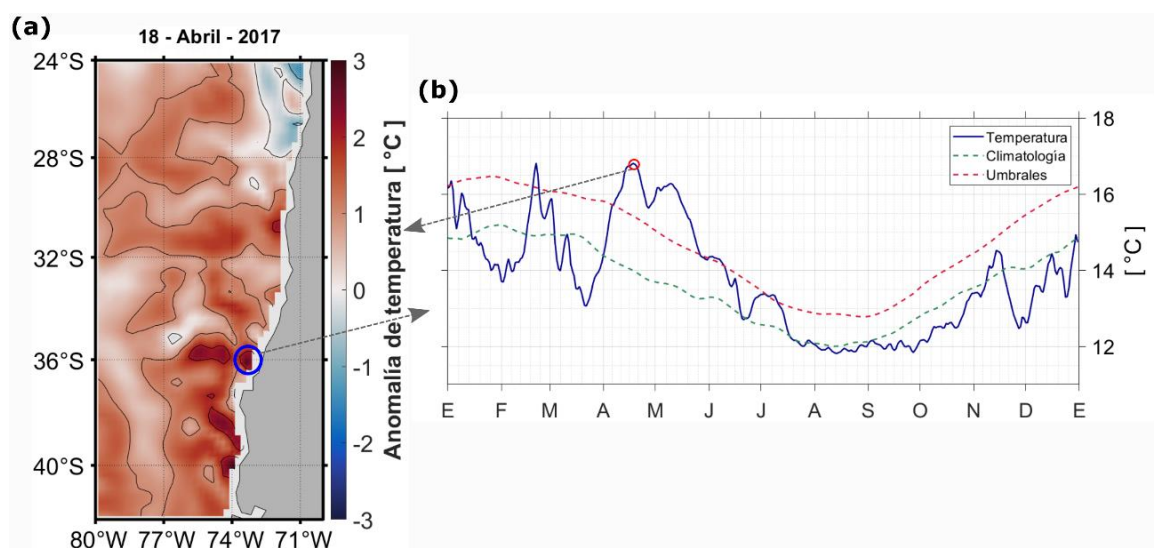 (a)
18 - Abril - 2017
24°S
28°S
32°S
36°S
40°S
80°W 77°W 74°W 71°W
3
2
1
0
-1
-2
-3
Anomalía de temperatura [ °C ]
(b)
Temperatura
Climatología
Umbrales
18
16
14
12
[ °C ]
E F M A M J J A S O N D E